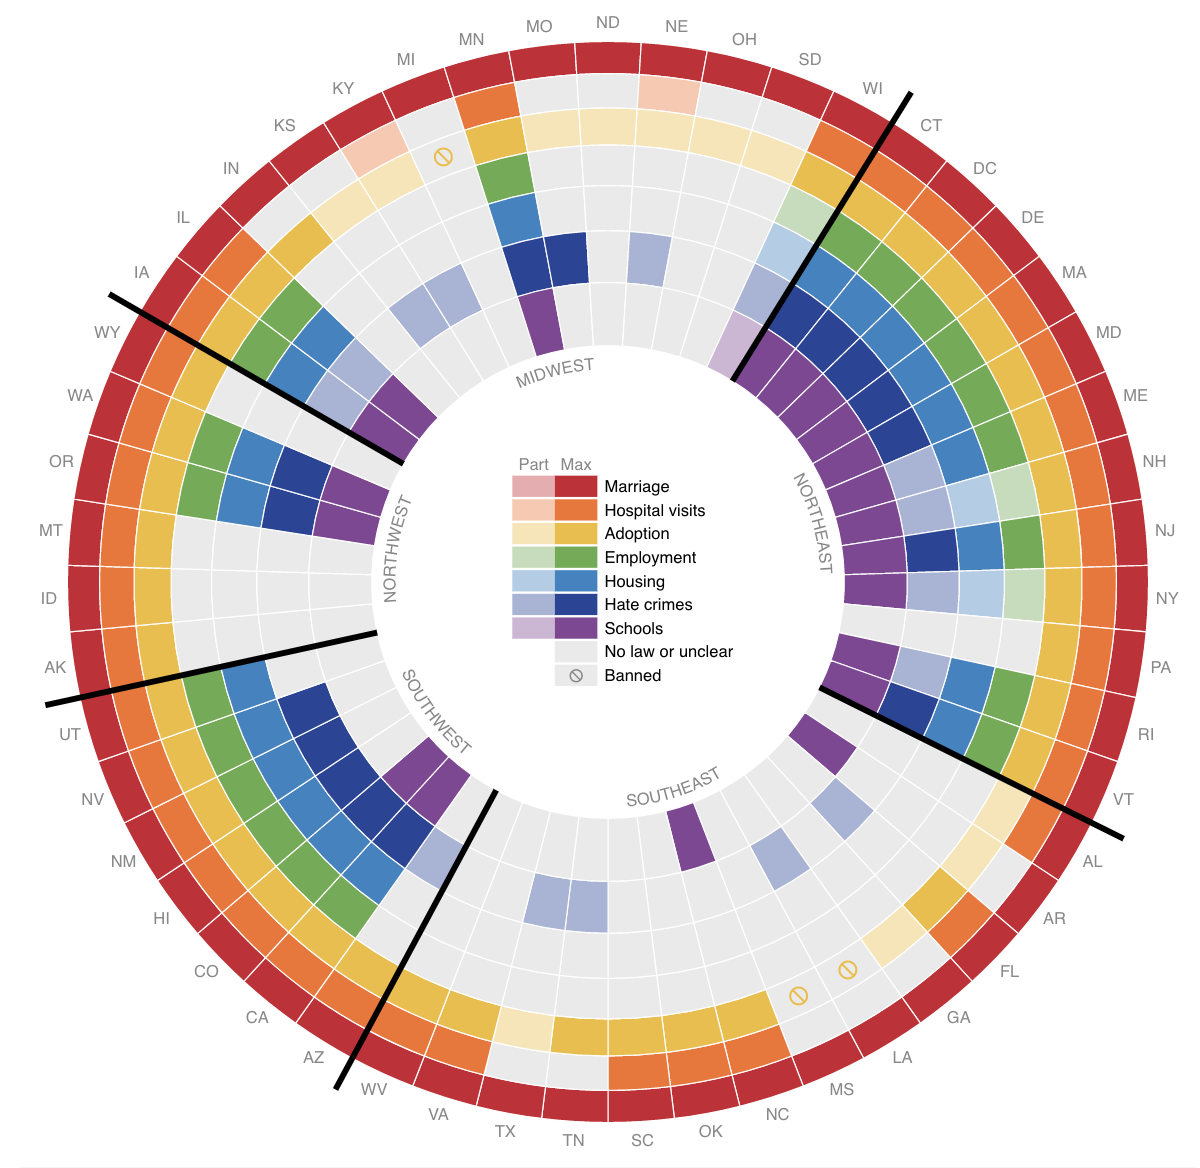 ND
NE
OH
SD
WI
CT
DC
DE
MA
MD
ME
NH
NJ
NY
PA
RI
VT
AL
AR
FL
GA
LA
MS
NC
OK
SC
TN
TX
VA
WV
AZ
CA
CO
HI
NM
NV
UT
AK
ID
MT
OR
WA
WY
IA
IL
IN
KS
KY
MI
MN
MO
MIDWEST
NORTHEAST
SOUTHEAST
SOUTHWEST
NORTHWEST
Part Max
Marriage
Hospital visits
Adoption
Employment
Housing
Hate crimes
Schools
No law or unclear
Banned